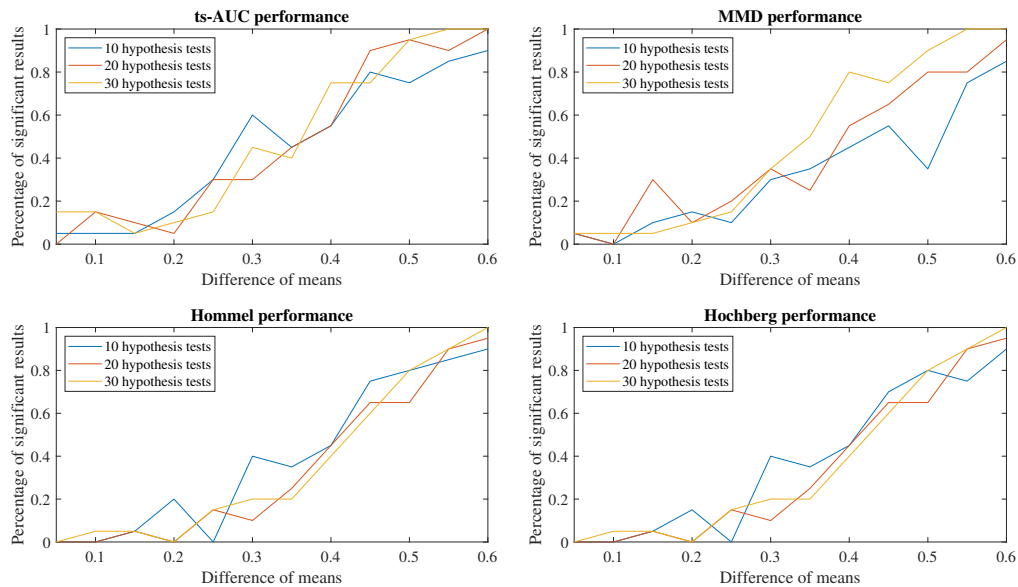 ts-AUC performance
Percentage of significant results
1
0.8
0.6
0.4
0.2
0
10 hypothesis tests
20 hypothesis tests
30 hypothesis tests
0.1 0.2 0.3 0.4 0.5 0.6
Difference of means
MMD performance
Percentage of significant results
1
0.8
0.6
0.4
0.2
0
10 hypothesis tests
20 hypothesis tests
30 hypothesis tests
0.1 0.2 0.3 0.4 0.5 0.6
Difference of means
Hommel performance
Percentage of significant results
1
0.8
0.6
0.4
0.2
0
10 hypothesis tests
20 hypothesis tests
30 hypothesis tests
0.1 0.2 0.3 0.4 0.5 0.6
Difference of means
Hochberg performance
Percentage of significant results
1
0.8
0.6
0.4
0.2
0
10 hypothesis tests
20 hypothesis tests
30 hypothesis tests
0.1 0.2 0.3 0.4 0.5 0.6
Difference of means